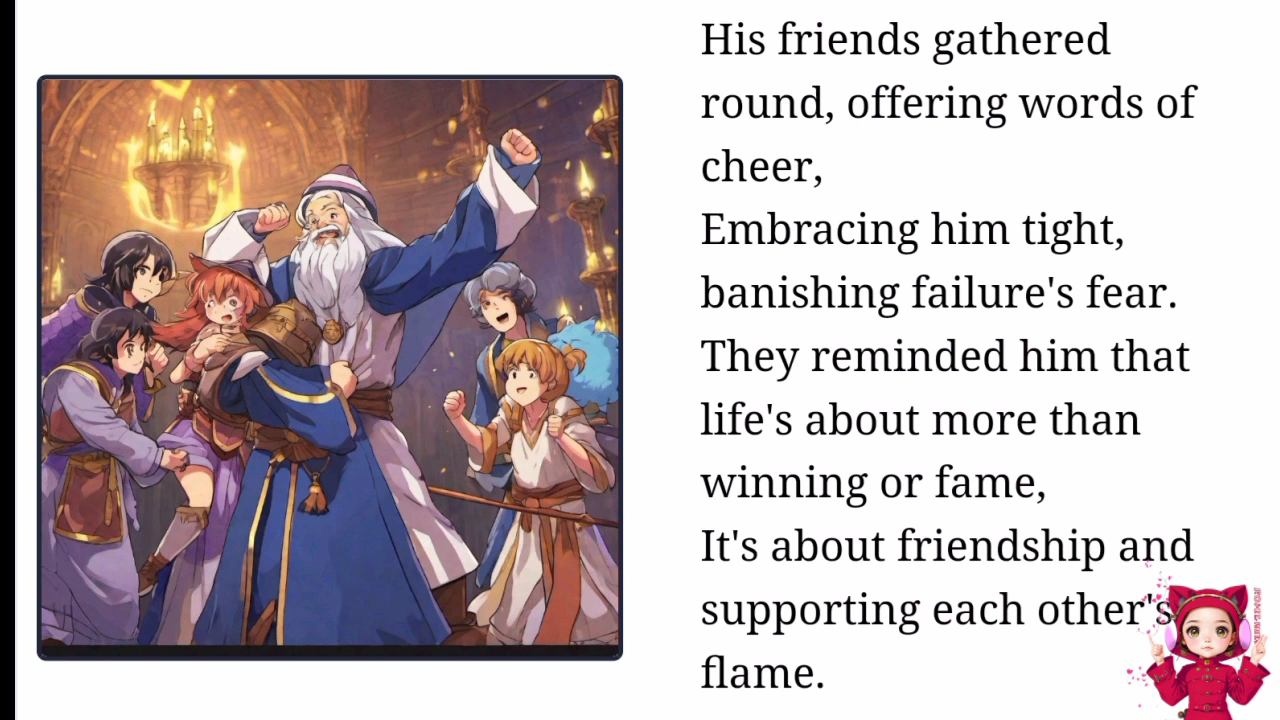 His friends gathered
round, offering words of
cheer,
Embracing him tight,
banishing failure's fear.
They reminded him that
life's about more than
winning or fame,
It's about friendship and
supporting each other's
flame.